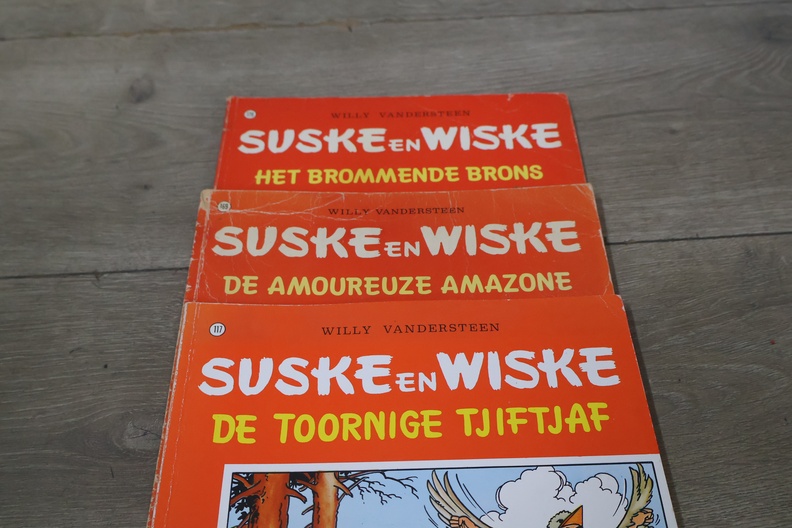 WILLY VANDERSTEEN
SUSKE EN WISKE
HET BROMMENDE BRONS
169
WILLY VANDERSTEEN
SUSKE EN WISKE
DE AMOUREUZE AMAZONE
117
WILLY VANDERSTEEN
SUSKE EN WISKE
DE TOORNIGE TJIFTJAF